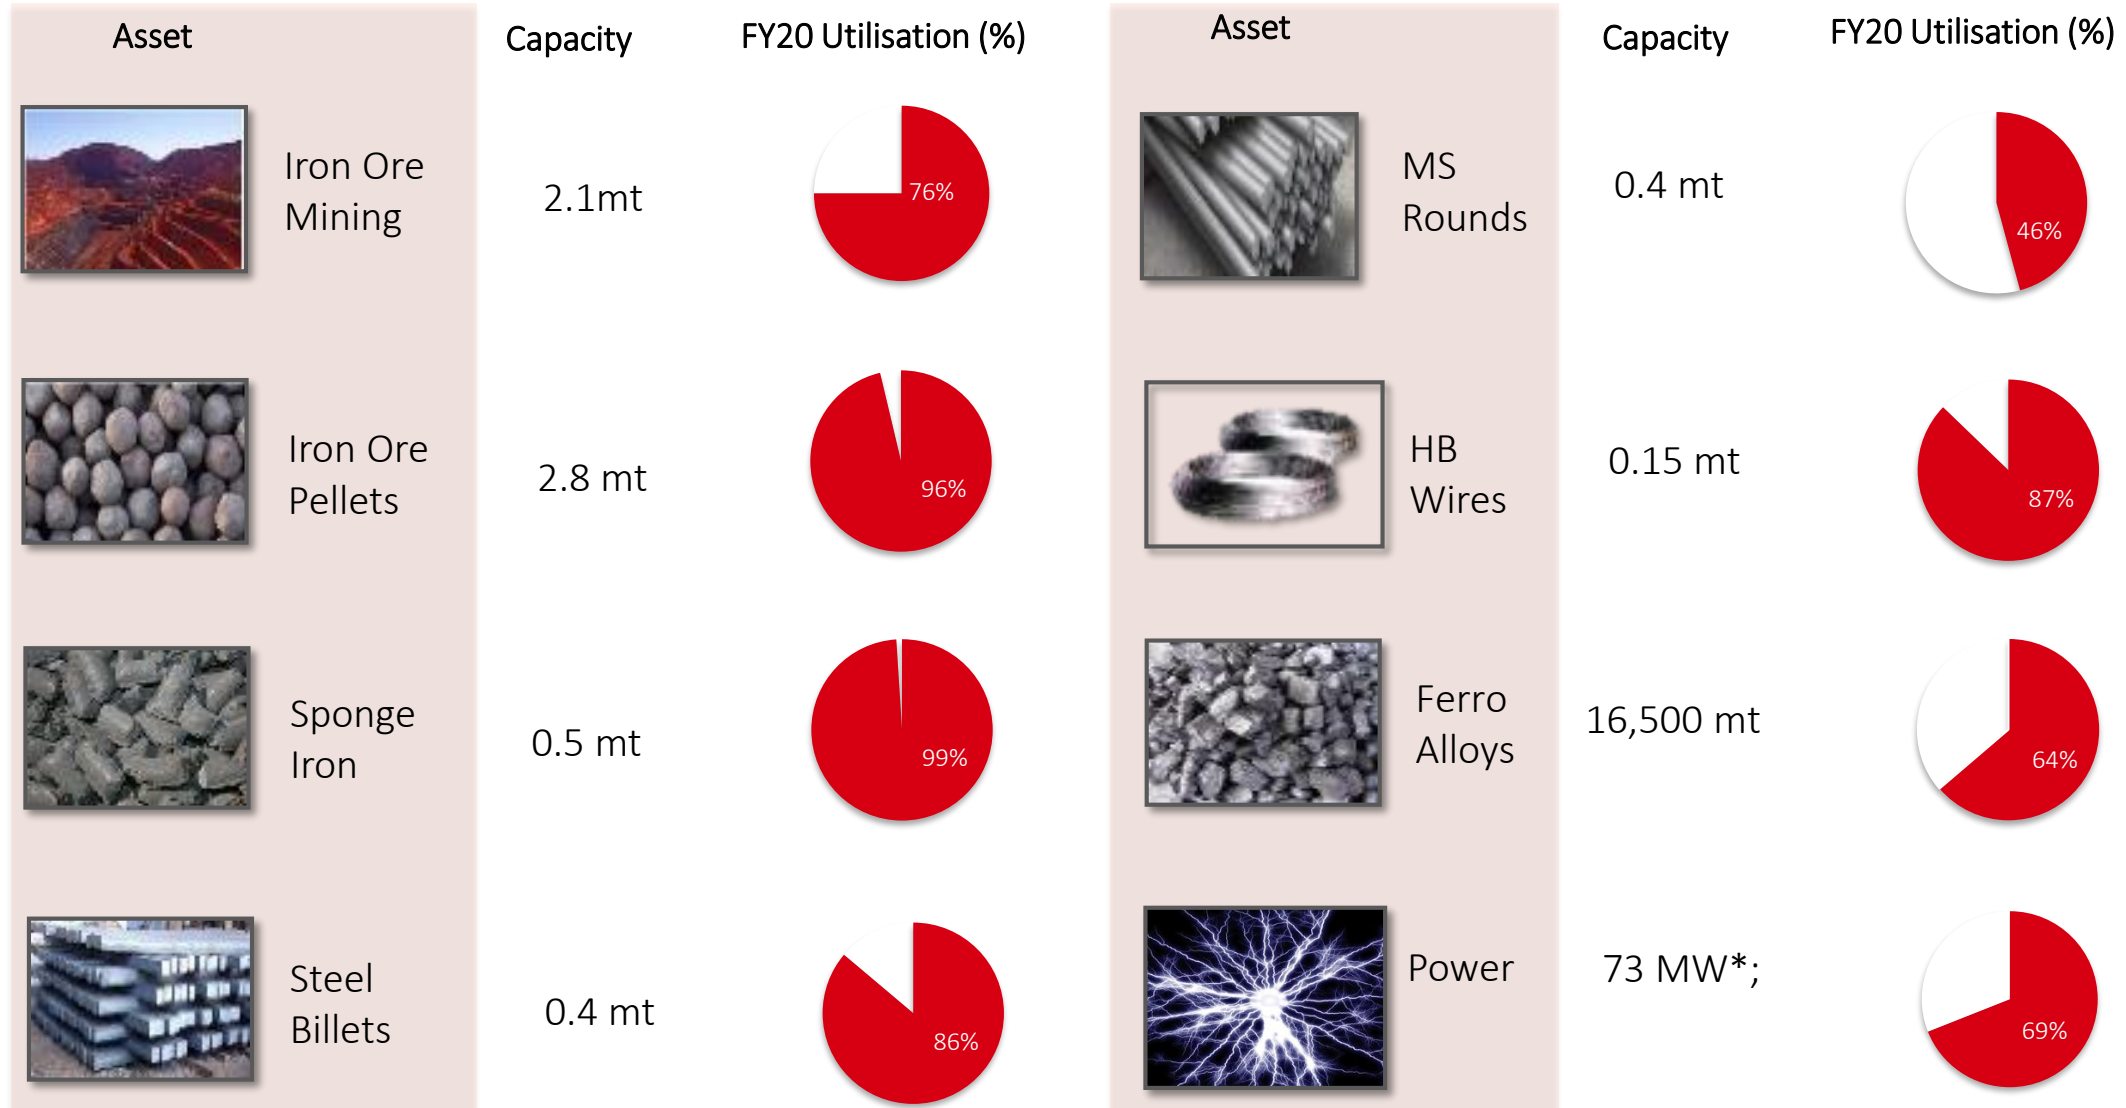 Asset
Capacity
FY20 Utilisation (%)
Iron Ore
Mining
2.1mt
76%
Iron Ore
Pellets
2.8 mt
96%
Sponge
Iron
0.5 mt
99%
Steel
Billets
0.4 mt
86%
Asset
Capacity
FY20 Utilisation (%)
MS
Rounds
0.4 mt
46%
HB
Wires
0.15 mt
87%
Ferro
Alloys
16,500 mt
64%
Power
73 MW*;
69%